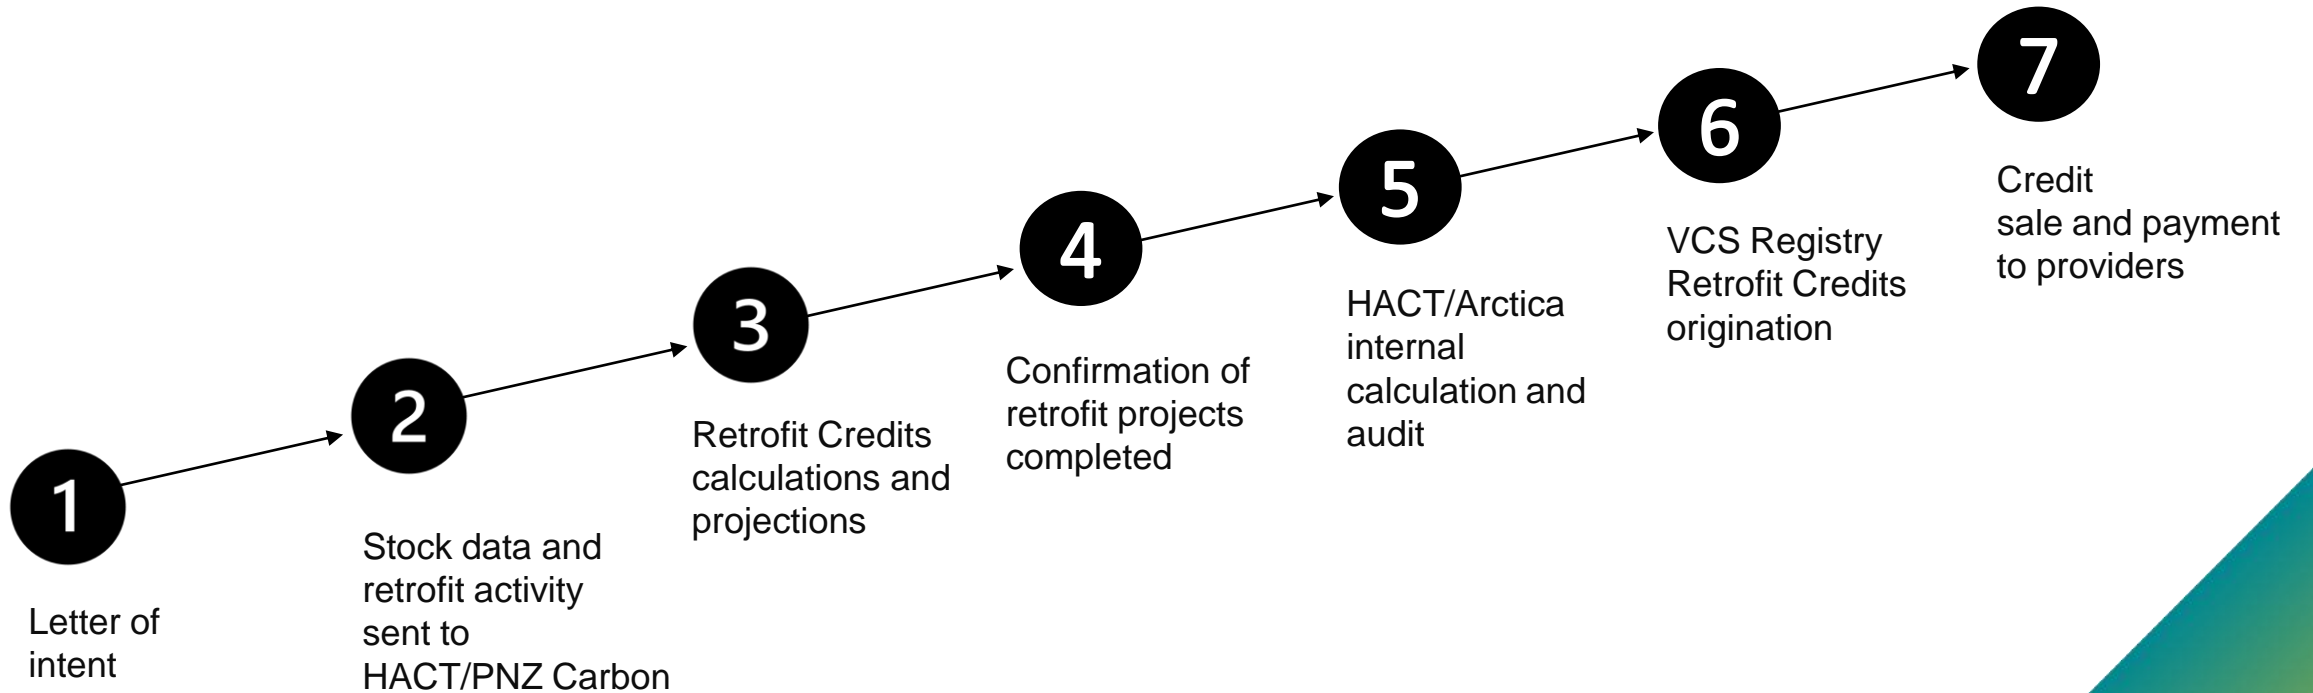 1
Letter of
intent
2
Stock data and
retrofit activity
sent to
HACT/PNZ Carbon
3
Retrofit Credits
calculations and
projections
4
Confirmation of
retrofit projects
completed
5
HACT/Arctica
internal
calculation and
audit
6
VCS Registry
Retrofit Credits
origination
7
Credit
sale and payment
to providers